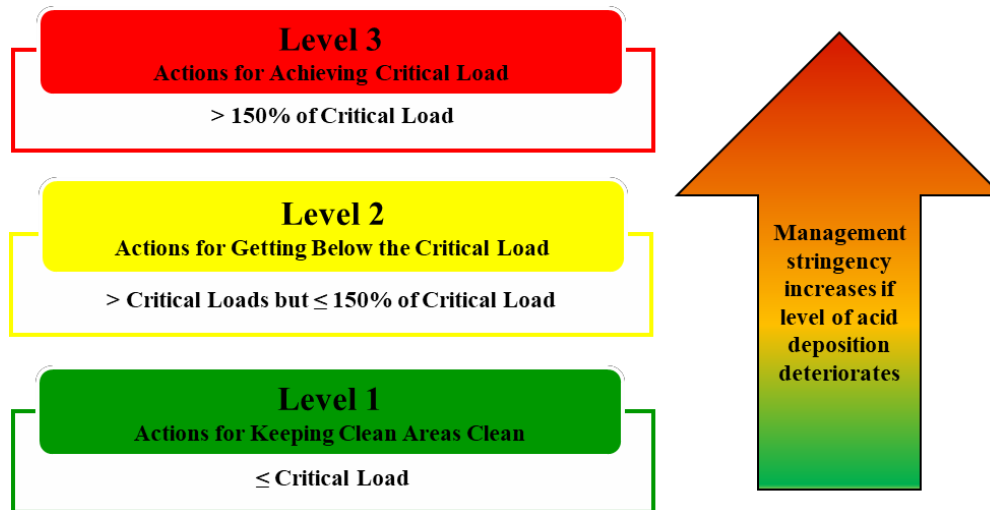 Level 3
Actions for Achieving Critical Load
> 150% of Critical Load
Level 2
Actions for Getting Below the Critical Load
> Critical Loads but ≤ 150% of Critical Load
Level 1
Actions for Keeping Clean Areas Clean
≤ Critical Load
Management
stringency
increases if
level of acid
deposition
deteriorates